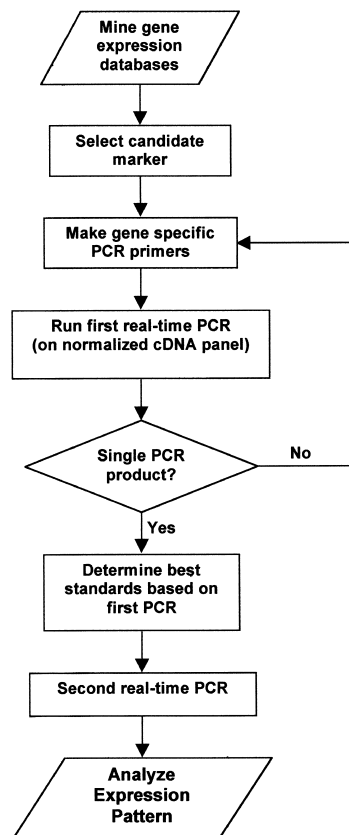 Mine gene
expression
databases
Select candidate
marker
Make gene specific
PCR primers
Run first real-time PCR
(on normalized cDNA panel)
Single PCR
product?
No
Yes
Determine best
standards based on
first PCR
Second real-time PCR
Analyze
Expression
Pattern